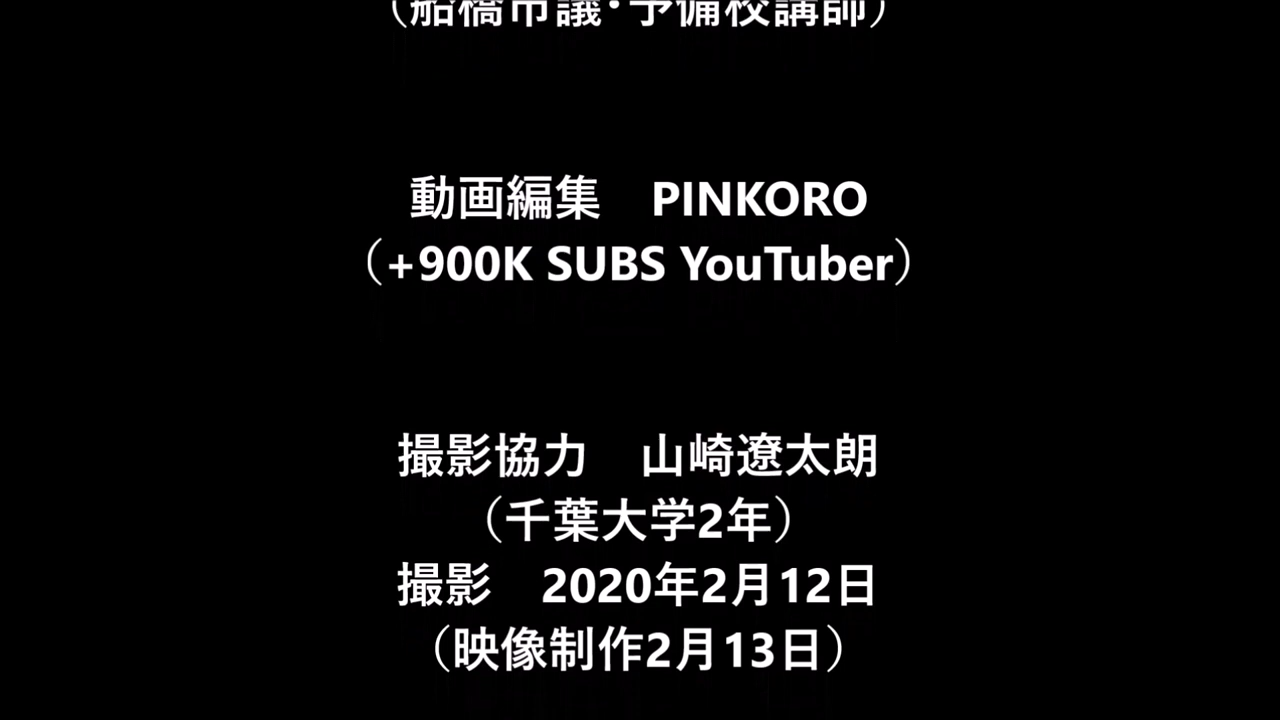 （船橋市議・予備校講師）
動画編集　PINKORO
（+900K SUBS YouTuber）
撮影協力　山崎遼太朗
（千葉大学2年）
撮影　2020年2月12日
（映像制作2月13日）